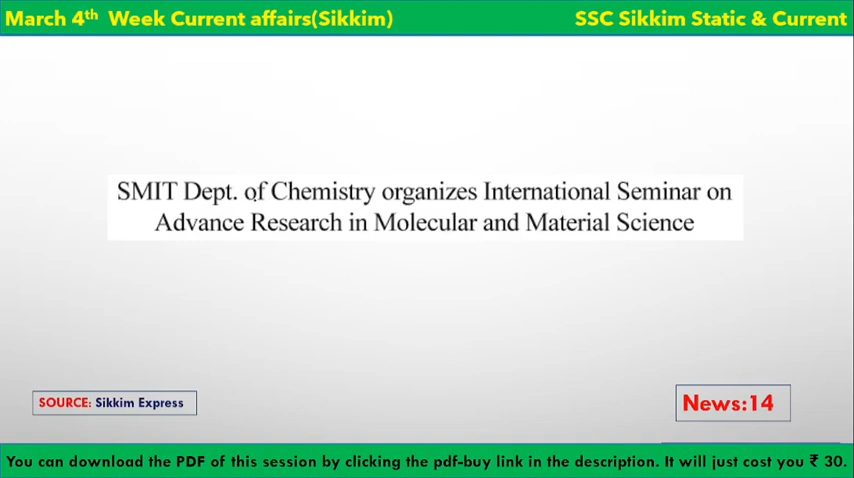 March 4th Week Current affairs(Sikkim)
SSC Sikkim Static & Current
SMIT Dept. of Chemistry organizes International Seminar on
Advance Research in Molecular and Material Science
SOURCE: Sikkim Express
News:14
You can download the PDF of this session by clicking the pdf-buy link in the description. It will just cost you ₹ 30.